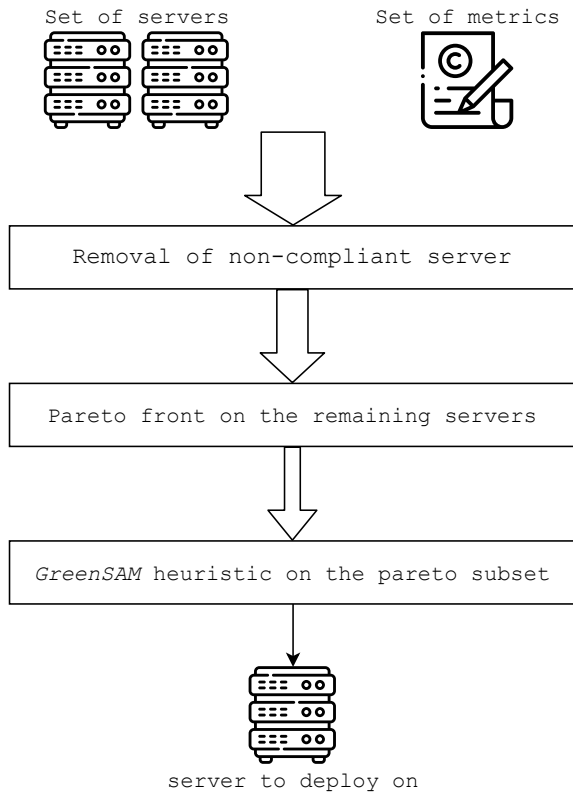 Set of servers
Set of metrics
©
Removal of non-compliant server
Pareto front on the remaining servers
GreenSAM heuristic on the pareto subset
server to deploy on